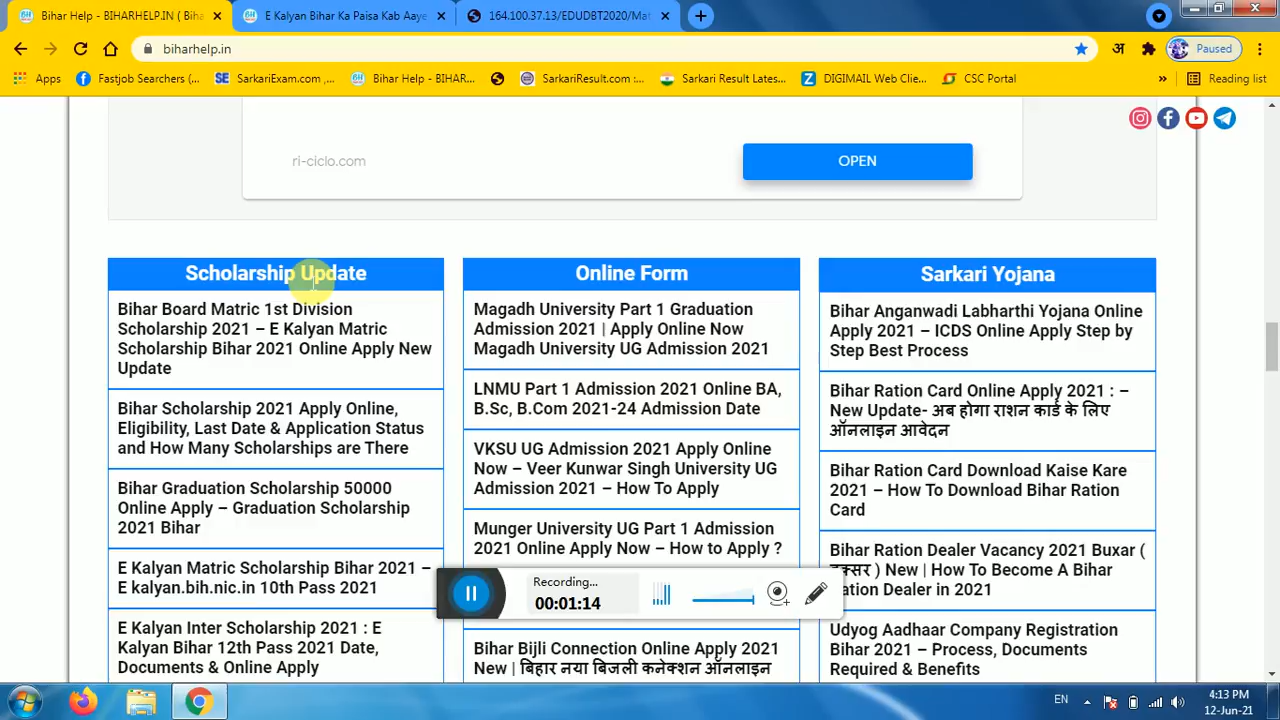 Bihar Help - BIHARHELP.IN ( Biha
E Kalyan Bihar Ka Paisa Kab Aaye
164.100.37.13/EDUDBT2020/Mat
biharhelp.in
अ
Paused
Apps
Fastjob Searchers (...
SarkariExam.com ,...
Bihar Help - BIHAR...
SarkariResult.com :...
Sarkari Result Lates...
DIGIMAIL Web Clie...
CSC Portal
»
Reading list
ri-ciclo.com
OPEN
Scholarship Update
Bihar Board Matric 1st Division
Scholarship 2021 – E Kalyan Matric
Scholarship Bihar 2021 Online Apply New
Update
Bihar Scholarship 2021 Apply Online,
Eligibility, Last Date & Application Status
and How Many Scholarships are There
Bihar Graduation Scholarship 50000
Online Apply – Graduation Scholarship
2021 Bihar
E Kalyan Matric Scholarship Bihar 2021 –
E kalyan.bih.nic.in 10th Pass 2021
E Kalyan Inter Scholarship 2021 : E
Kalyan Bihar 12th Pass 2021 Date,
Documents & Online Apply
Online Form
Magadh University Part 1 Graduation
Admission 2021 | Apply Online Now
Magadh University UG Admission 2021
LNMU Part 1 Admission 2021 Online BA,
B.Sc, B.Com 2021-24 Admission Date
VKSU UG Admission 2021 Apply Online
Now – Veer Kunwar Singh University UG
Admission 2021 – How To Apply
Munger University UG Part 1 Admission
2021 Online Apply Now – How to Apply ?
Bihar Bijli Connection Online Apply 2021
New | बिहार नया बिजली कनेक्शन ऑनलाइन
Sarkari Yojana
Bihar Anganwadi Labharthi Yojana Online
Apply 2021 – ICDS Online Apply Step by
Step Best Process
Bihar Ration Card Online Apply 2021 : –
New Update- अब होगा राशन कार्ड के लिए
ऑनलाइन आवेदन
Bihar Ration Card Download Kaise Kare
2021 – How To Download Bihar Ration
Card
Bihar Ration Dealer Vacancy 2021 Buxar (
) New | How To Become A Bihar
Dealer in 2021
Udyog Aadhaar Company Registration
Bihar 2021 – Process, Documents
Required & Benefits
Recording...
00:01:14
EN
4:13 PM
12-Jun-21